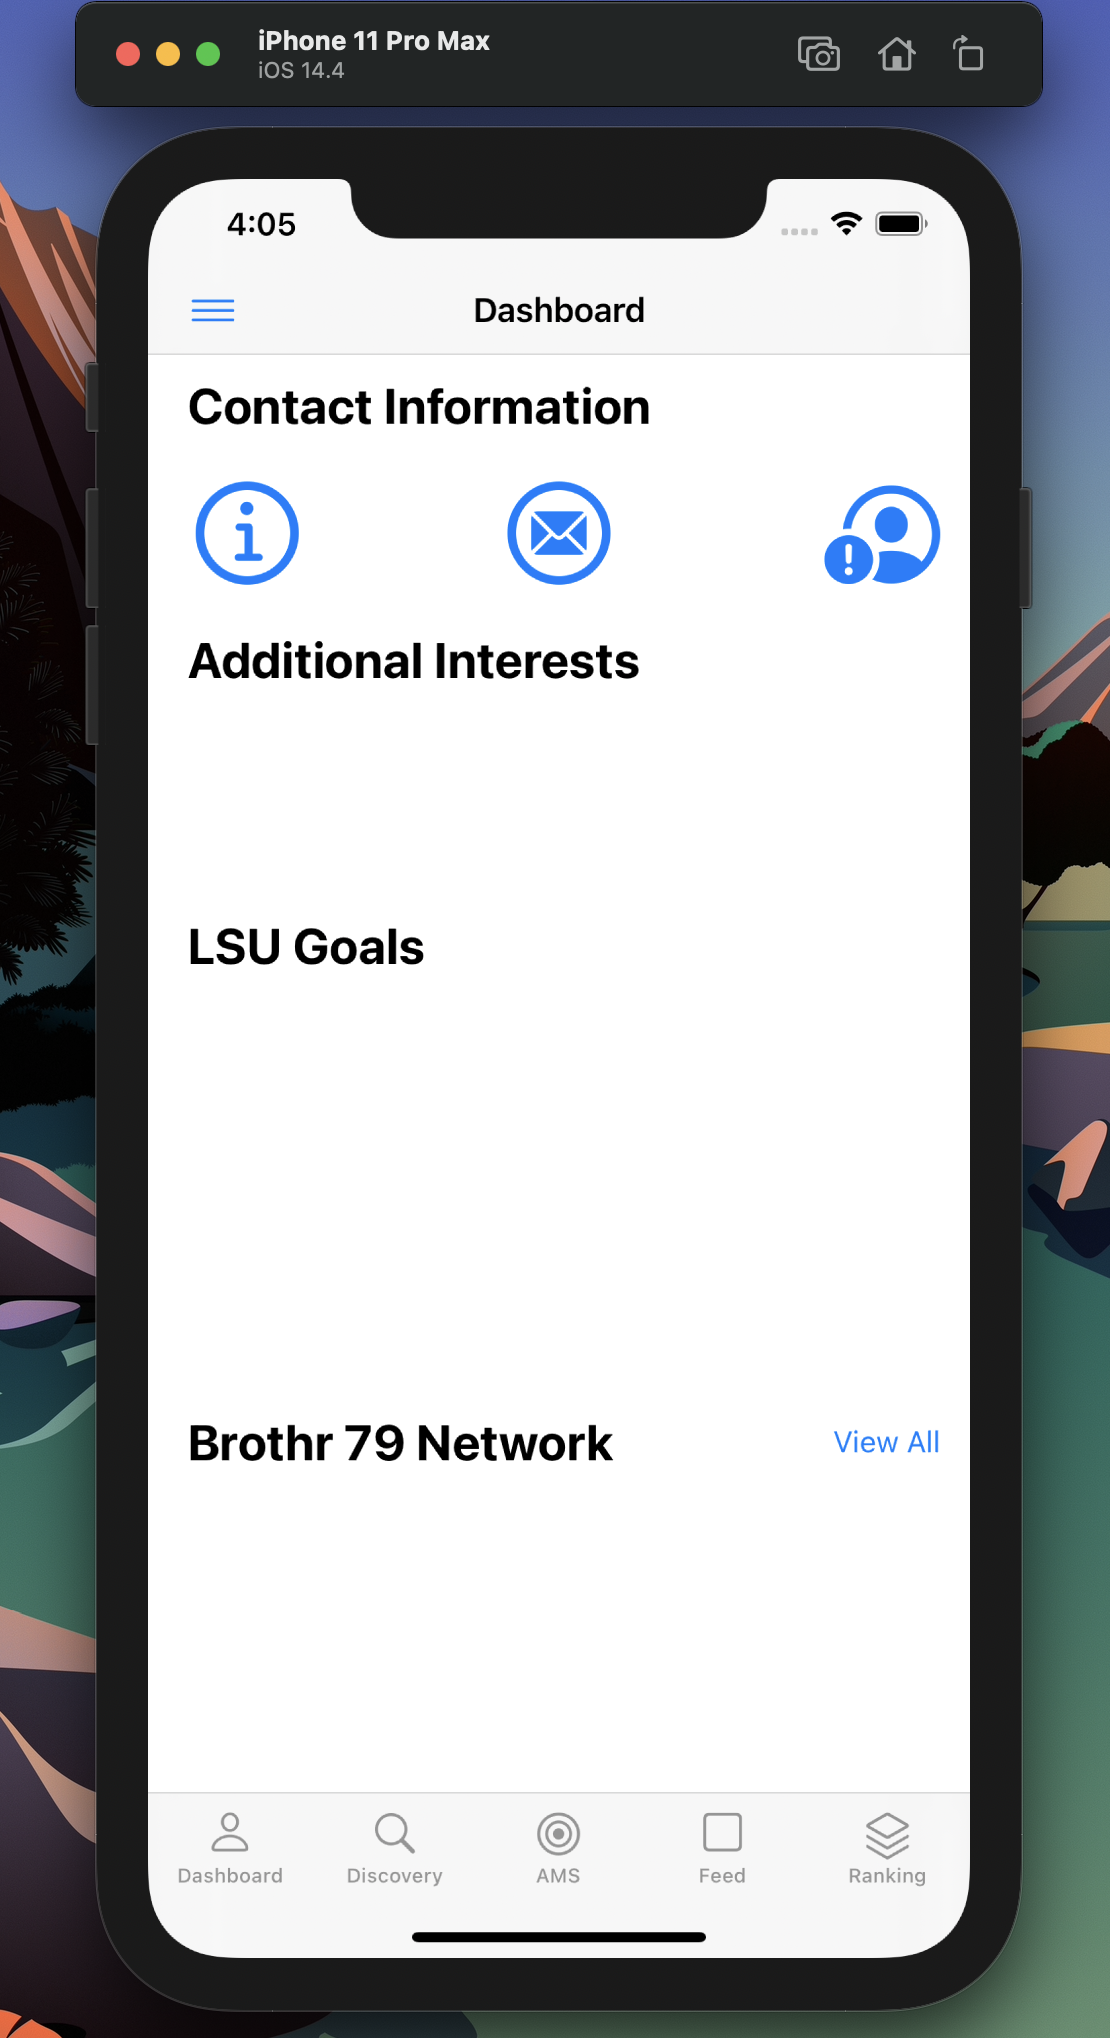 iPhone 11 Pro Max
iOS 14.4
4:05
Dashboard
Contact Information
Additional Interests
LSU Goals
Brothr 79 Network
View All
Dashboard
Discovery
AMS
Feed
Ranking